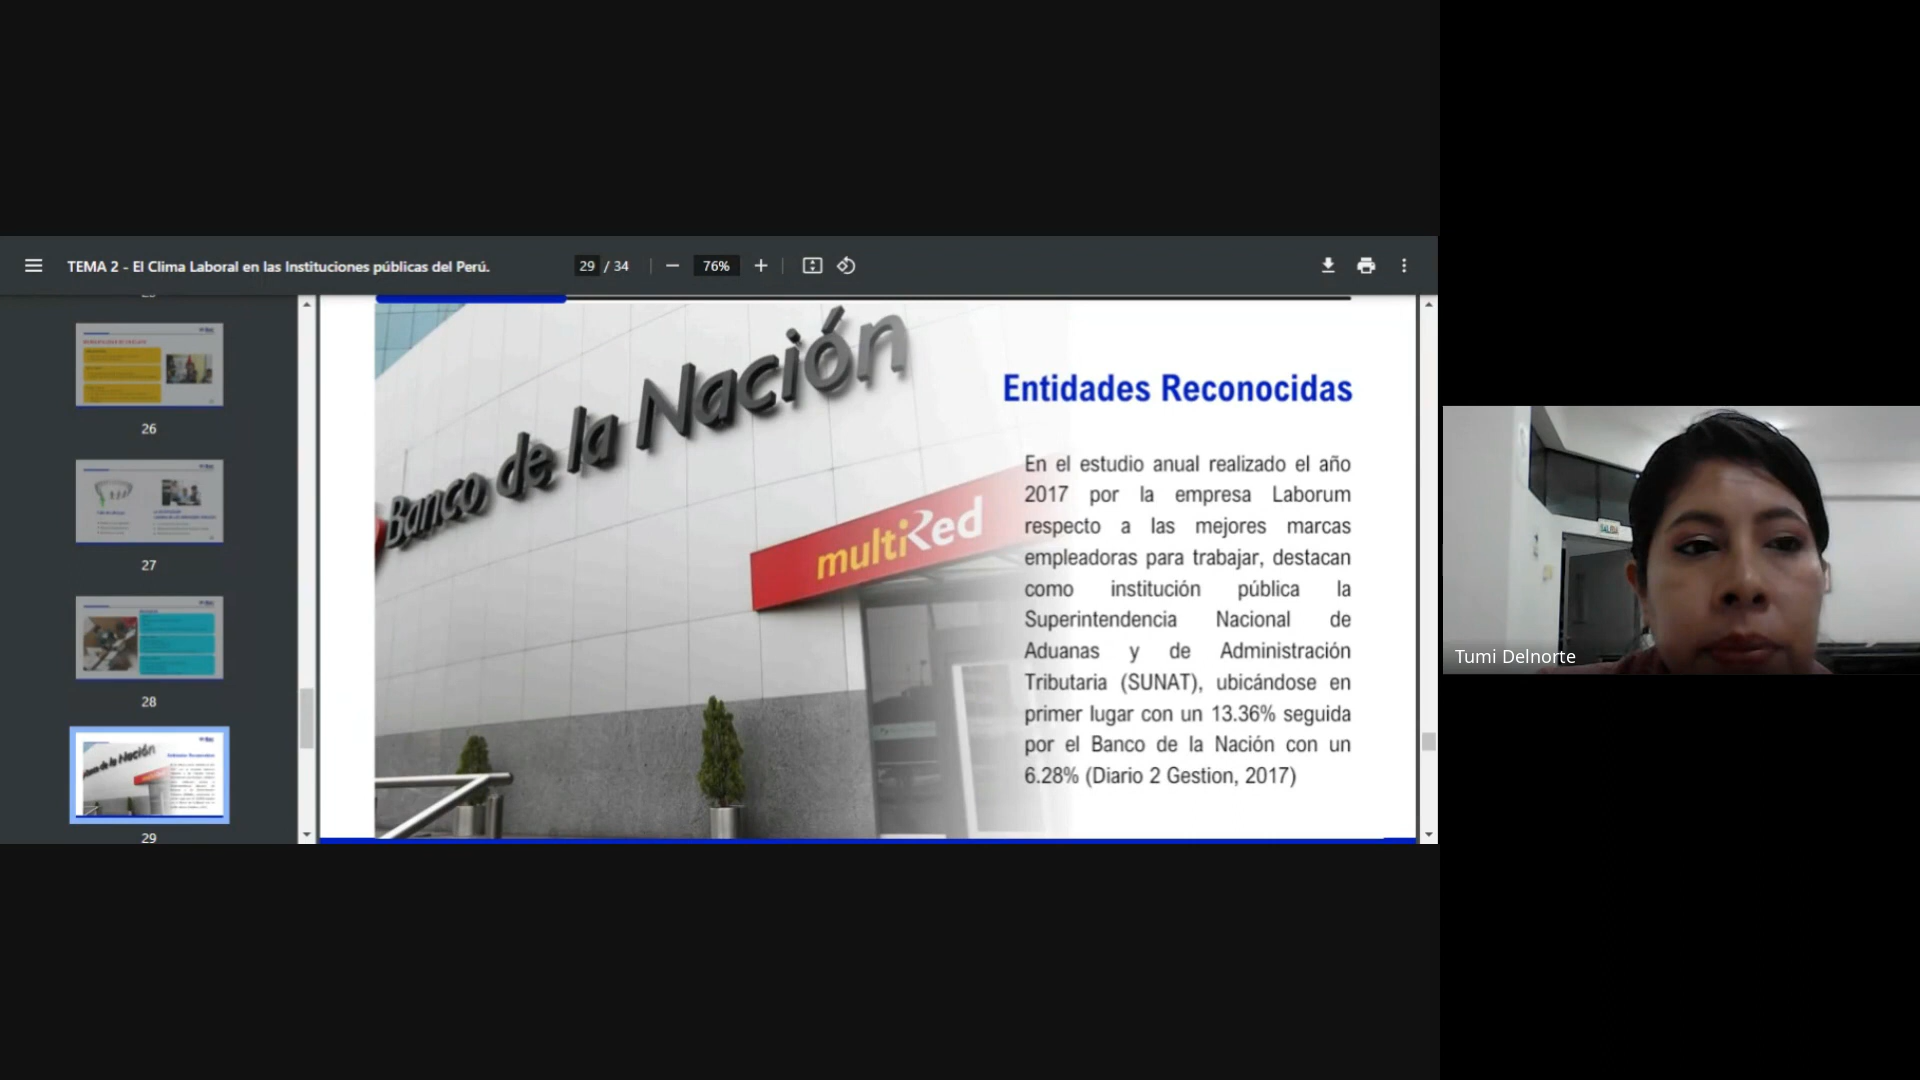 TEMA 2 - El Clima Laboral en las Instituciones públicas del Perú.
29 / 34
76%
26
27
28
29
Banco de la Nación
multiRed
Entidades Reconocidas
En el estudio anual realizado el año
2017 por la empresa Laborum
respecto a las mejores marcas
empleadoras para trabajar, destacan
como institución pública la
Superintendencia Nacional de
Aduanas y de Administración
Tributaria (SUNAT), ubicándose en
primer lugar con un 13.36% seguida
por el Banco de la Nación con un
6.28% (Diario 2 Gestion, 2017)
SALIDA
Tumi Delnorte